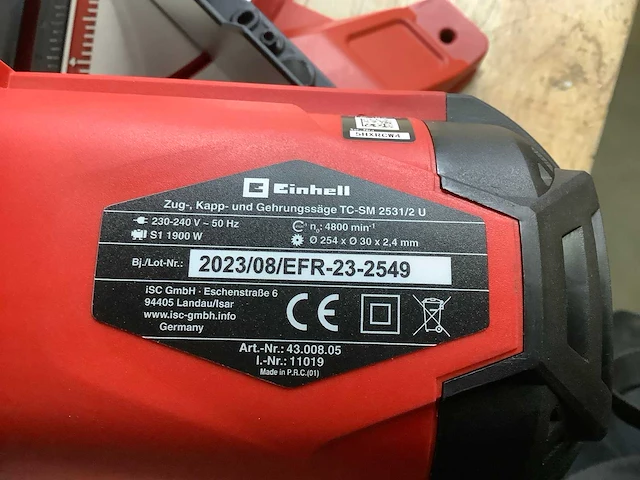 5HXRCW4
Einhell
Zug-, Kapp- und Gehrungssäge TC-SM 2531/2 U
230-240 V ~ 50 Hz
n₀: 4800 min⁻¹
S1 1900 W
Ø 254 x Ø 30 x 2,4 mm
Bj./Lot-Nr.: 2023/08/EFR-23-2549
iSC GmbH · Eschenstraße 6
94405 Landau/Isar
www.isc-gmbh.info
Germany
CE
Art.-Nr.: 43.008.05
I.-Nr.: 11019
Made in P.R.C.(01)